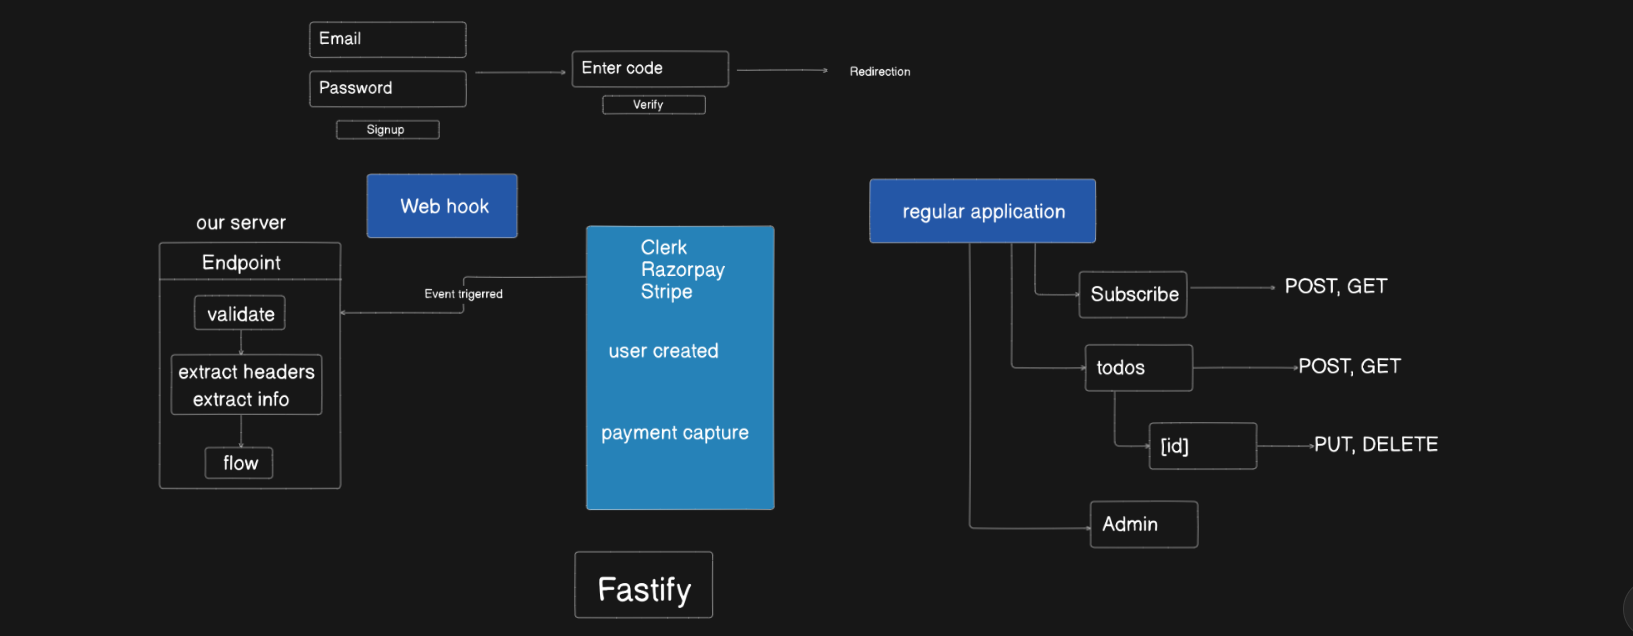 Email
Password
Signup
Enter code
Verify
Redirection
Web hook
our server
Endpoint
validate
extract headers
extract info
flow
Event trigerred
Clerk
Razorpay
Stripe
user created
payment capture
Fastify
regular application
Subscribe
POST, GET
todos
POST, GET
[id]
PUT, DELETE
Admin